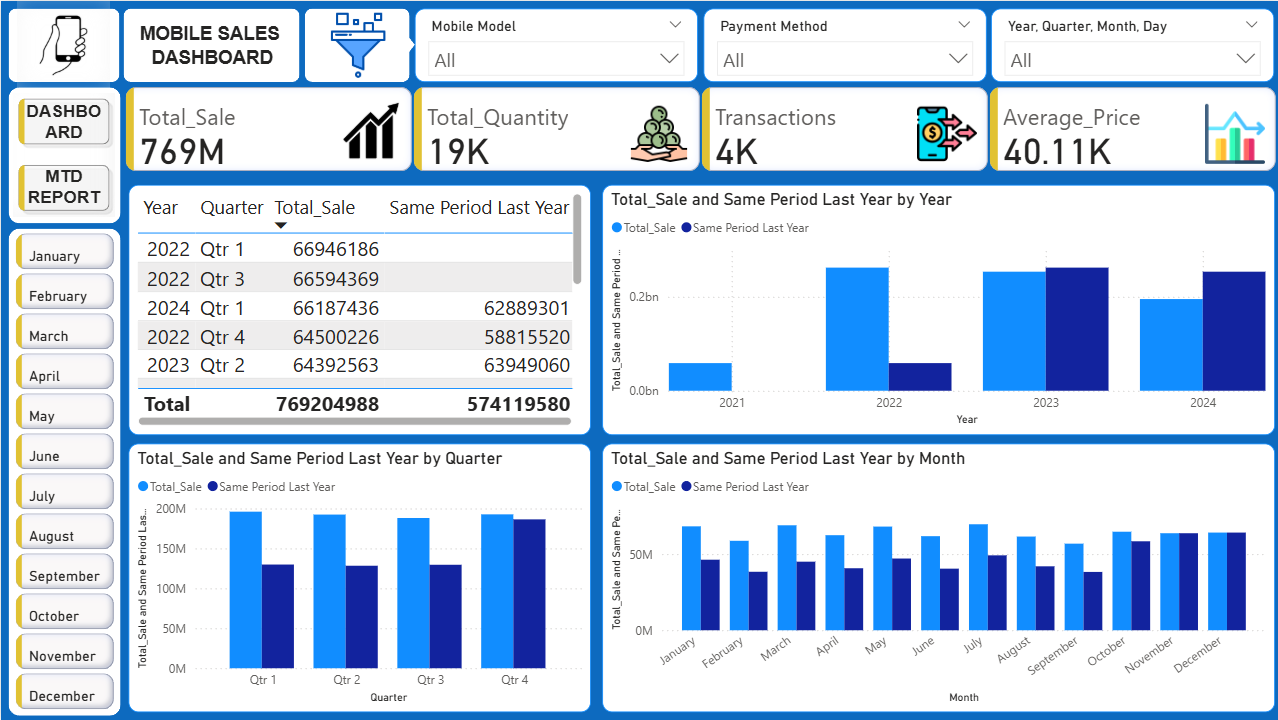 MOBILE SALES
DASHBOARD
Mobile Model
All
Payment Method
All
Year, Quarter, Month, Day
All
DASHBO
ARD
MTD
REPORT
Total_Sale
769M
Total_Quantity
19K
Transactions
4K
Average_Price
40.11K
January
February
March
April
May
June
July
August
September
October
November
December
Year Quarter Total_Sale Same Period Last Year
2022 Qtr 1 66946186
2022 Qtr 3 66594369
2024 Qtr 1 66187436 62889301
2022 Qtr 4 64500226 58815520
2023 Qtr 2 64392563 63949060
Total 769204988 574119580
Total_Sale and Same Period Last Year by Year
Total_Sale Same Period Last Year
Total_Sale and Same Period ...
0.2bn
0.0bn
2021 2022 2023 2024
Year
Total_Sale and Same Period Last Year by Quarter
Total_Sale Same Period Last Year
Total_Sale and Same Period Las...
200M
150M
100M
50M
0M
Qtr 1 Qtr 2 Qtr 3 Qtr 4
Quarter
Total_Sale and Same Period Last Year by Month
Total_Sale Same Period Last Year
Total_Sale and Same Pe...
50M
0M
January February March April May June July August September October November December
Month